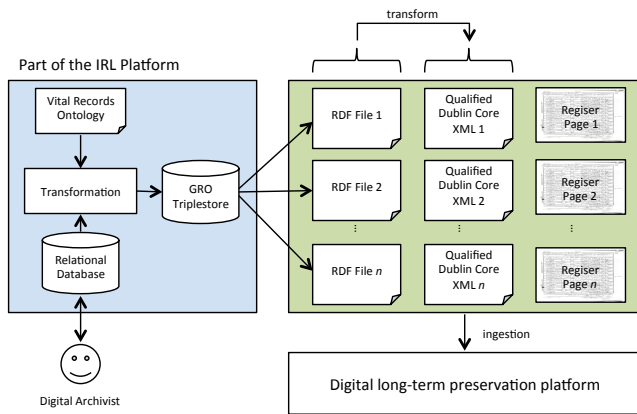 transform
Part of the IRL Platform
Vital Records
Ontology
Transformation
GRO
Triplestore
Relational
Database
Digital Archivist
RDF File 1
Qualified
Dublin Core
XML 1
Regiser
Page 1
RDF File 2
Qualified
Dublin Core
XML 2
Regiser
Page 2
...
...
...
RDF File n
Qualified
Dublin Core
XML n
Regiser
Page n
ingestion
Digital long-term preservation platform